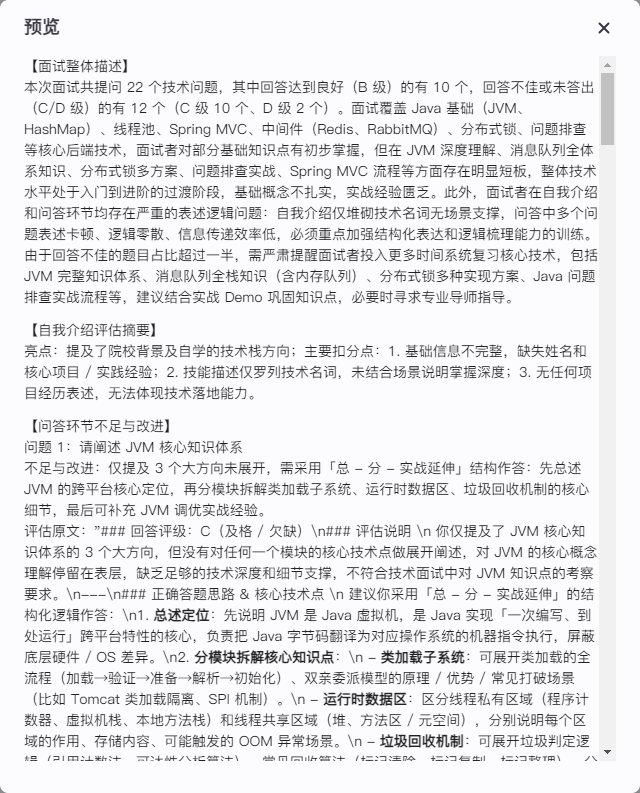 预览
【面试整体描述】
本次面试共提问 22 个技术问题，其中回答达到良好（B 级）的有 10 个，回答不佳或未答出
（C/D 级）的有 12 个（C 级 10 个、D 级 2 个）。面试覆盖 Java 基础（JVM、
HashMap）、线程池、Spring MVC、中间件（Redis、RabbitMQ）、分布式锁、问题排查
等核心后端技术，面试者对部分基础知识点有初步掌握，但在 JVM 深度理解、消息队列全体
系知识、分布式锁多方案、问题排查实战、Spring MVC 流程等方面存在明显短板，整体技术
水平处于入门到进阶的过渡阶段，基础概念不扎实，实战经验匮乏。此外，面试者在自我介绍
和问答环节均存在严重的表述逻辑问题：自我介绍仅堆砌技术名词无场景支撑，问答中多个问
题表述卡顿、逻辑零散、信息传递效率低，必须重点加强结构化表达和逻辑梳理能力的训练。
由于回答不佳的题目占比超过一半，需严肃提醒面试者投入更多时间系统复习核心技术，包括
JVM 完整知识体系、消息队列全栈知识（含内存队列）、分布式锁多种实现方案、Java 问题
排查实战流程等，建议结合实战 Demo 巩固知识点，必要时寻求专业导师指导。
【自我介绍评估摘要】
亮点：提及了院校背景及自学的技术栈方向；主要扣分点：1. 基础信息不完整，缺失姓名和
核心项目 / 实践经验；2. 技能描述仅罗列技术名词，未结合场景说明掌握深度；3. 无任何项
目经历表述，无法体现技术落地能力。
【问答环节不足与改进】
问题 1：请阐述 JVM 核心知识体系
不足与改进：仅提及 3 个大方向未展开，需采用「总 - 分 - 实战延伸」结构作答：先总述
JVM 的跨平台核心定位，再分模块拆解类加载子系统、运行时数据区、垃圾回收机制的核心
细节，最后可补充 JVM 调优实战经验。
评估原文："### 回答评级：C（及格 / 欠缺）\n### 评估说明 \n 你仅提及了 JVM 核心知
识体系的 3 个大方向，但没有对任何一个模块的核心技术点做展开阐述，对 JVM 的核心概念
理解停留在表层，缺乏足够的技术深度和细节支撑，不符合技术面试中对 JVM 知识点的考察
要求。\n---\n### 正确答题思路 & 核心技术点 \n 建议你采用「总 - 分 - 实战延伸」的结
构化逻辑作答：\n1. 总述定位：先说明 JVM 是 Java 虚拟机，是 Java 实现「一次编写、到
处运行」跨平台特性的核心，负责把 Java 字节码翻译为对应操作系统的机器指令执行，屏蔽
底层硬件 / OS 差异。\n2. 分模块拆解核心知识点：\n - 类加载子系统：可展开类加载的全
流程（加载→验证→准备→解析→初始化）、双亲委派模型的原理 / 优势 / 常见打破场景
（比如 Tomcat 类加载隔离、SPI 机制）。\n - 运行时数据区：区分线程私有区域（程序计
数器、虚拟机栈、本地方法栈）和线程共享区域（堆、方法区 / 元空间），分别说明每个区
域的作用、存储内容、可能触发的 OOM 异常场景。\n - 垃圾回收机制：可展开垃圾判定逻
辑（引用计数法、可达性分析算法）、常见回收算法（标记清除、标记复制、标记整理）、分